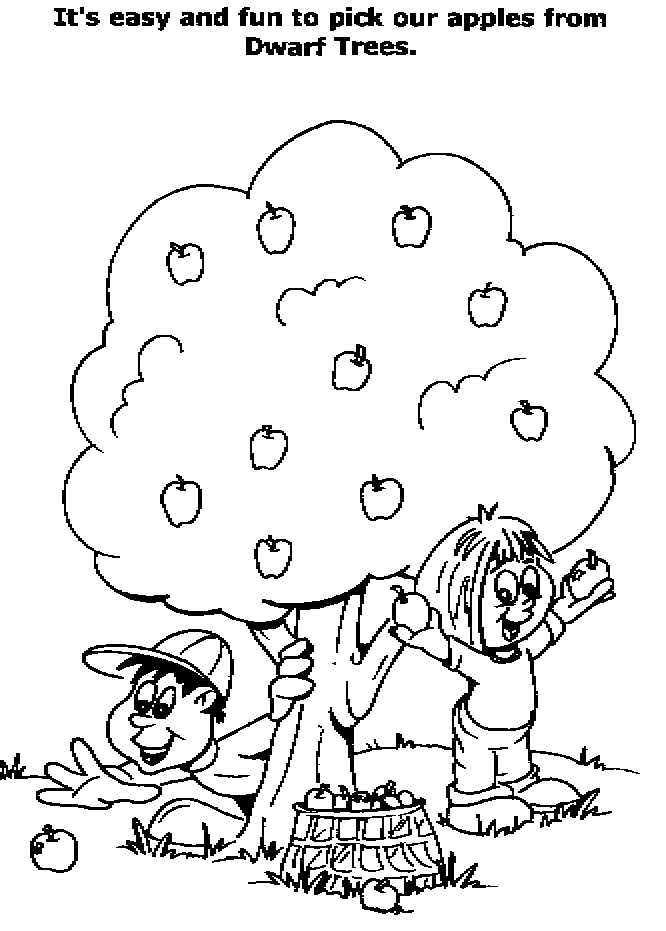 It's easy and fun to pick our apples from
Dwarf Trees.